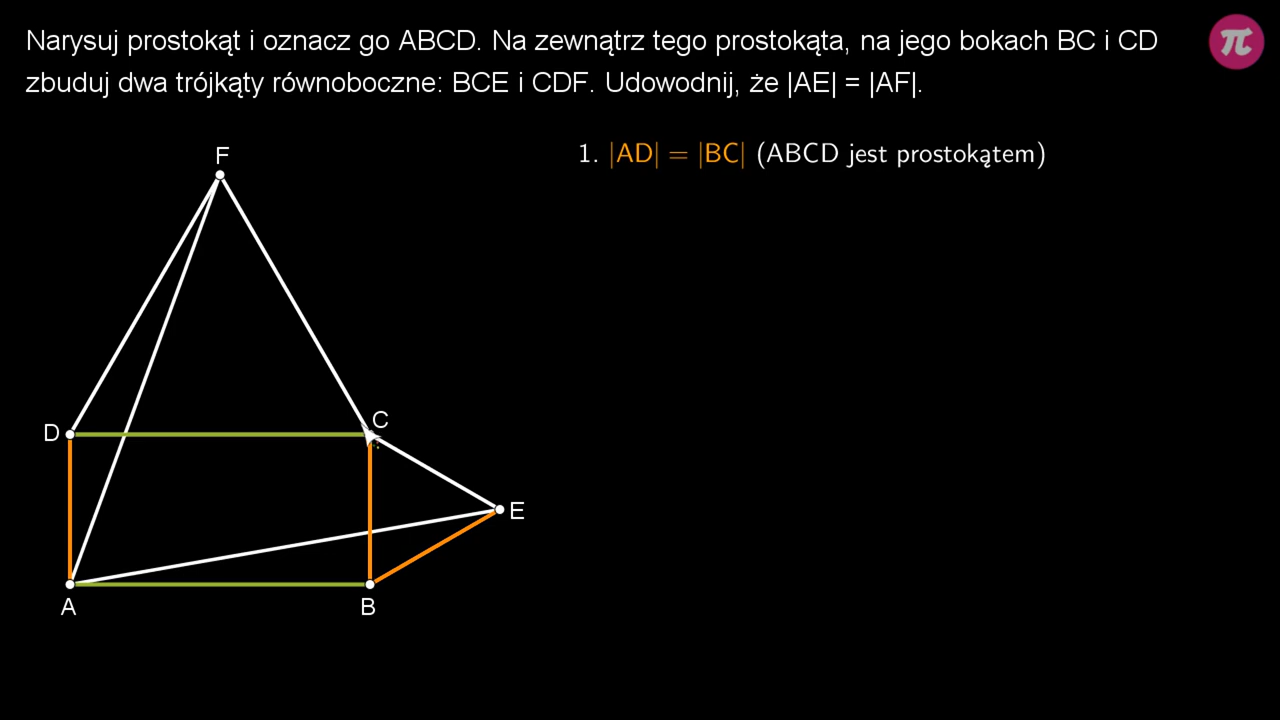 Narysuj prostokąt i oznacz go ABCD. Na zewnątrz tego prostokąta, na jego bokach BC i CD
zbuduj dwa trójkąty równoboczne: BCE i CDF. Udowodnij, że |AE| = |AF|.
π
1. |AD| = |BC| (ABCD jest prostokątem)
F
C
D
E
A
B